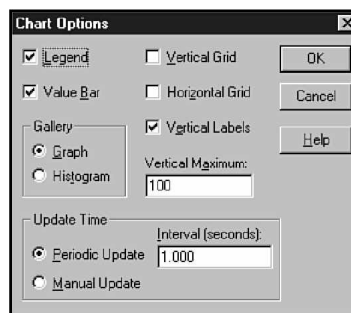 Chart Options
Legend
Vertical Grid
OK
Value Bar
Horizontal Grid
Cancel
Gallery
Vertical Labels
Graph
Help
Histogram
Vertical Maximum:
100
Update Time
Interval (seconds):
Periodic Update
1.000
Manual Update